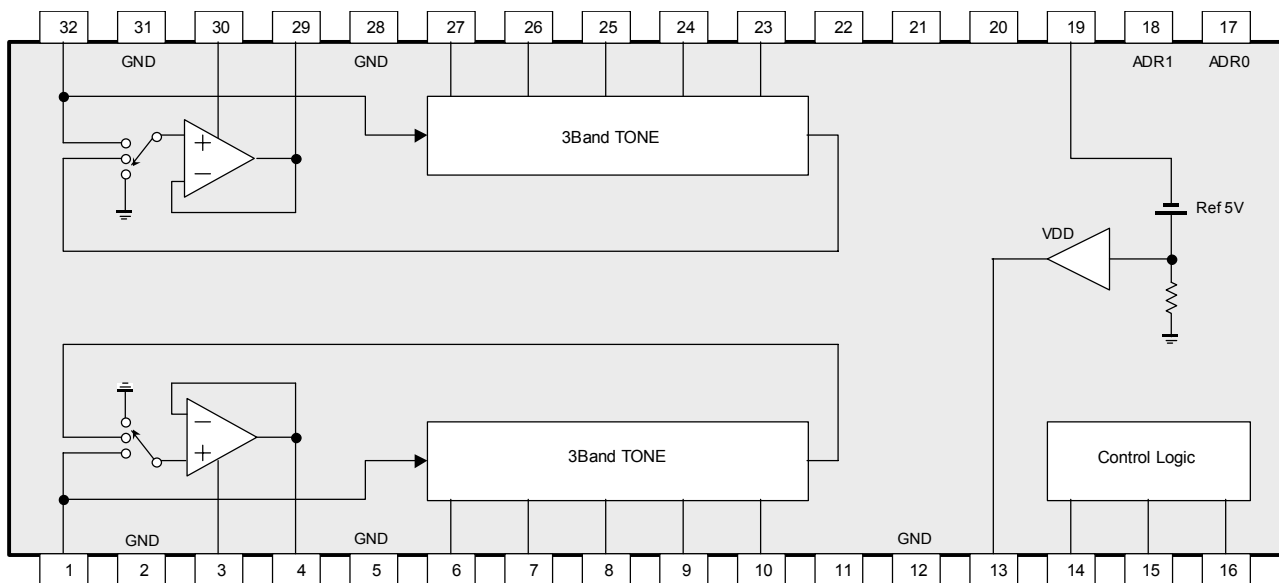 32 31 30 29 28 27 26 25 24 23 22 21 20 19 18 17
GND GND ADR1 ADR0
3Band TONE
+
−
Ref 5V
VDD
−
+
3Band TONE
Control Logic
GND GND GND
1 2 3 4 5 6 7 8 9 10 11 12 13 14 15 16